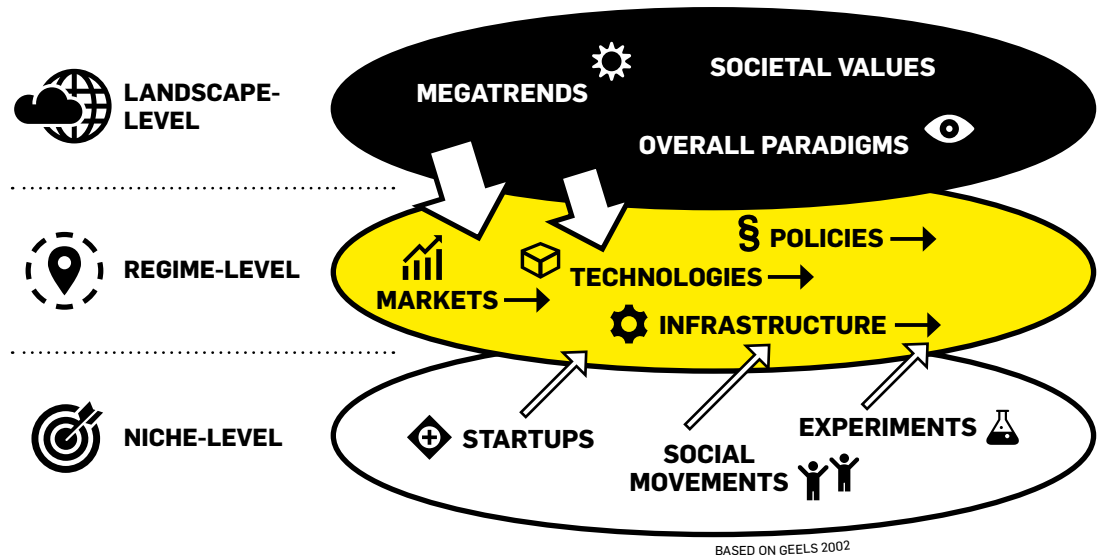 LANDSCAPE-
LEVEL
MEGATRENDS
SOCIETAL VALUES
OVERALL PARADIGMS
REGIME-LEVEL
§ POLICIES
TECHNOLOGIES
MARKETS
INFRASTRUCTURE
NICHE-LEVEL
STARTUPS
SOCIAL
MOVEMENTS
EXPERIMENTS
BASED ON GEELS 2002